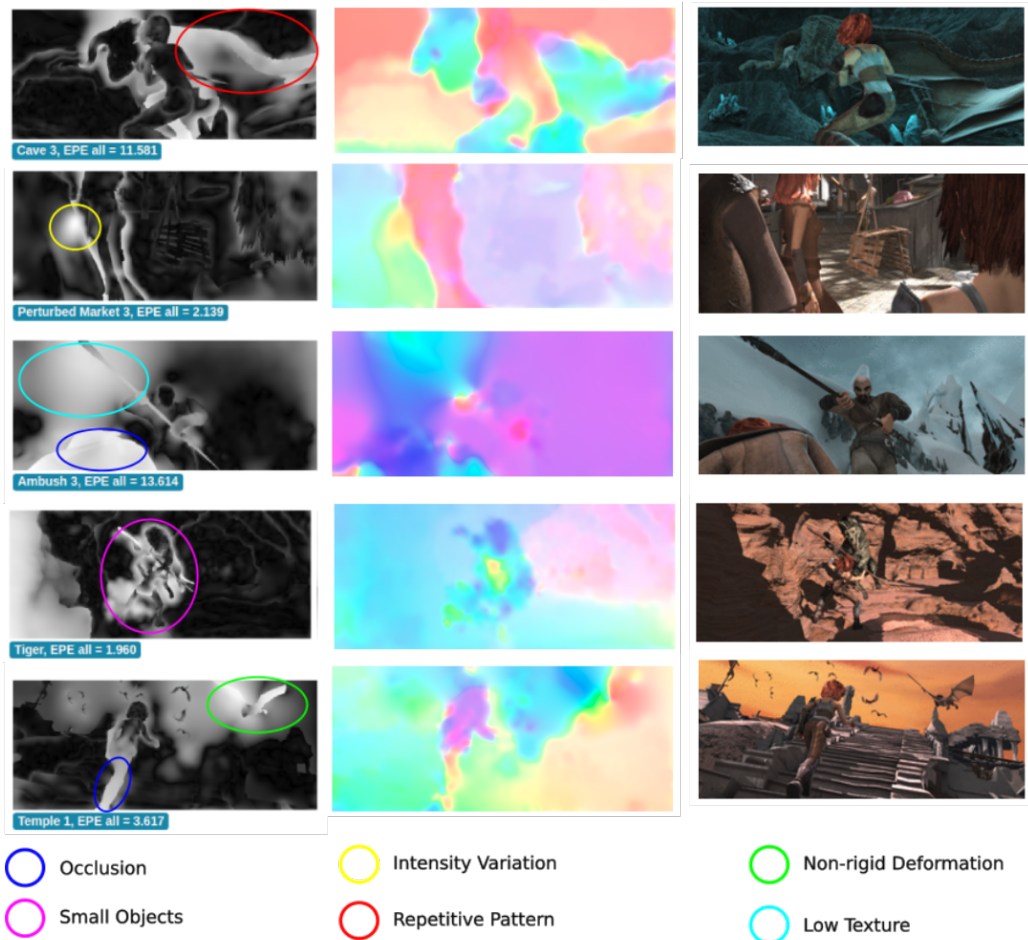 Cave 3, EPE all = 11.581
Perturbed Market 3, EPE all = 2.139
Ambush 3, EPE all = 13.614
Tiger, EPE all = 1.960
Temple 1, EPE all = 3.617
Occlusion
Intensity Variation
Non-rigid Deformation
Small Objects
Repetitive Pattern
Low Texture